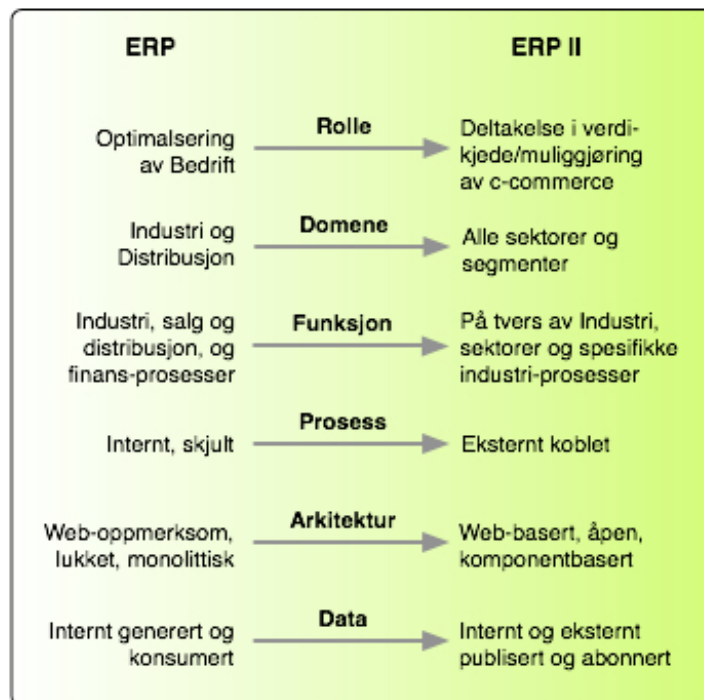 ERP
ERP II
Rolle
Optimalsering
av Bedrift
Deltakelse i verdi-
kjede/muliggjøring
av c-commerce
Domene
Industri og
Distribusjon
Alle sektorer og
segmenter
Funksjon
Industri, salg og
distribusjon, og
finans-prosesser
På tvers av Industri,
sektorer og spesifikke
industri-prosesser
Prosess
Internt, skjult
Eksternt koblet
Arkitektur
Web-oppmerksom,
lukket, monolittisk
Web-basert, åpen,
komponentbasert
Data
Internt generert og
konsumert
Internt og eksternt
publisert og abonnert